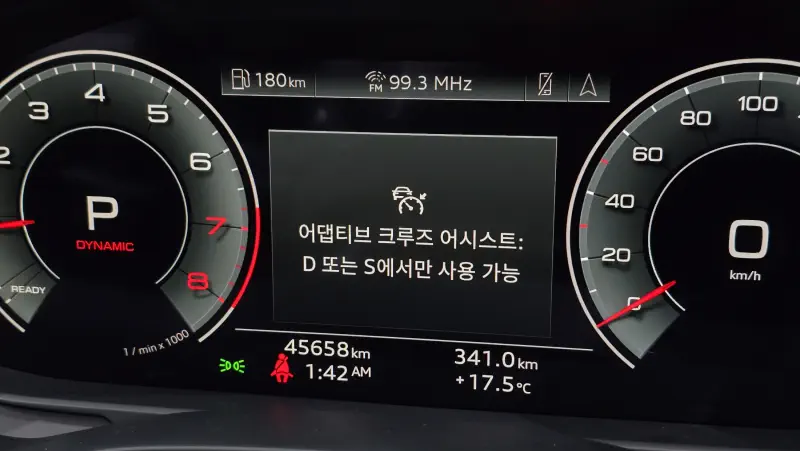 180km
FM 99.3 MHz
2 3 4 5 6 7 8
P
DYNAMIC
READY
1 / min x 1000
어댑티브 크루즈 어시스트:
D 또는 S에서만 사용 가능
0 20 40 60 80 100
0
km/h
45658km
1:42 AM
341.0km
+17.5°C